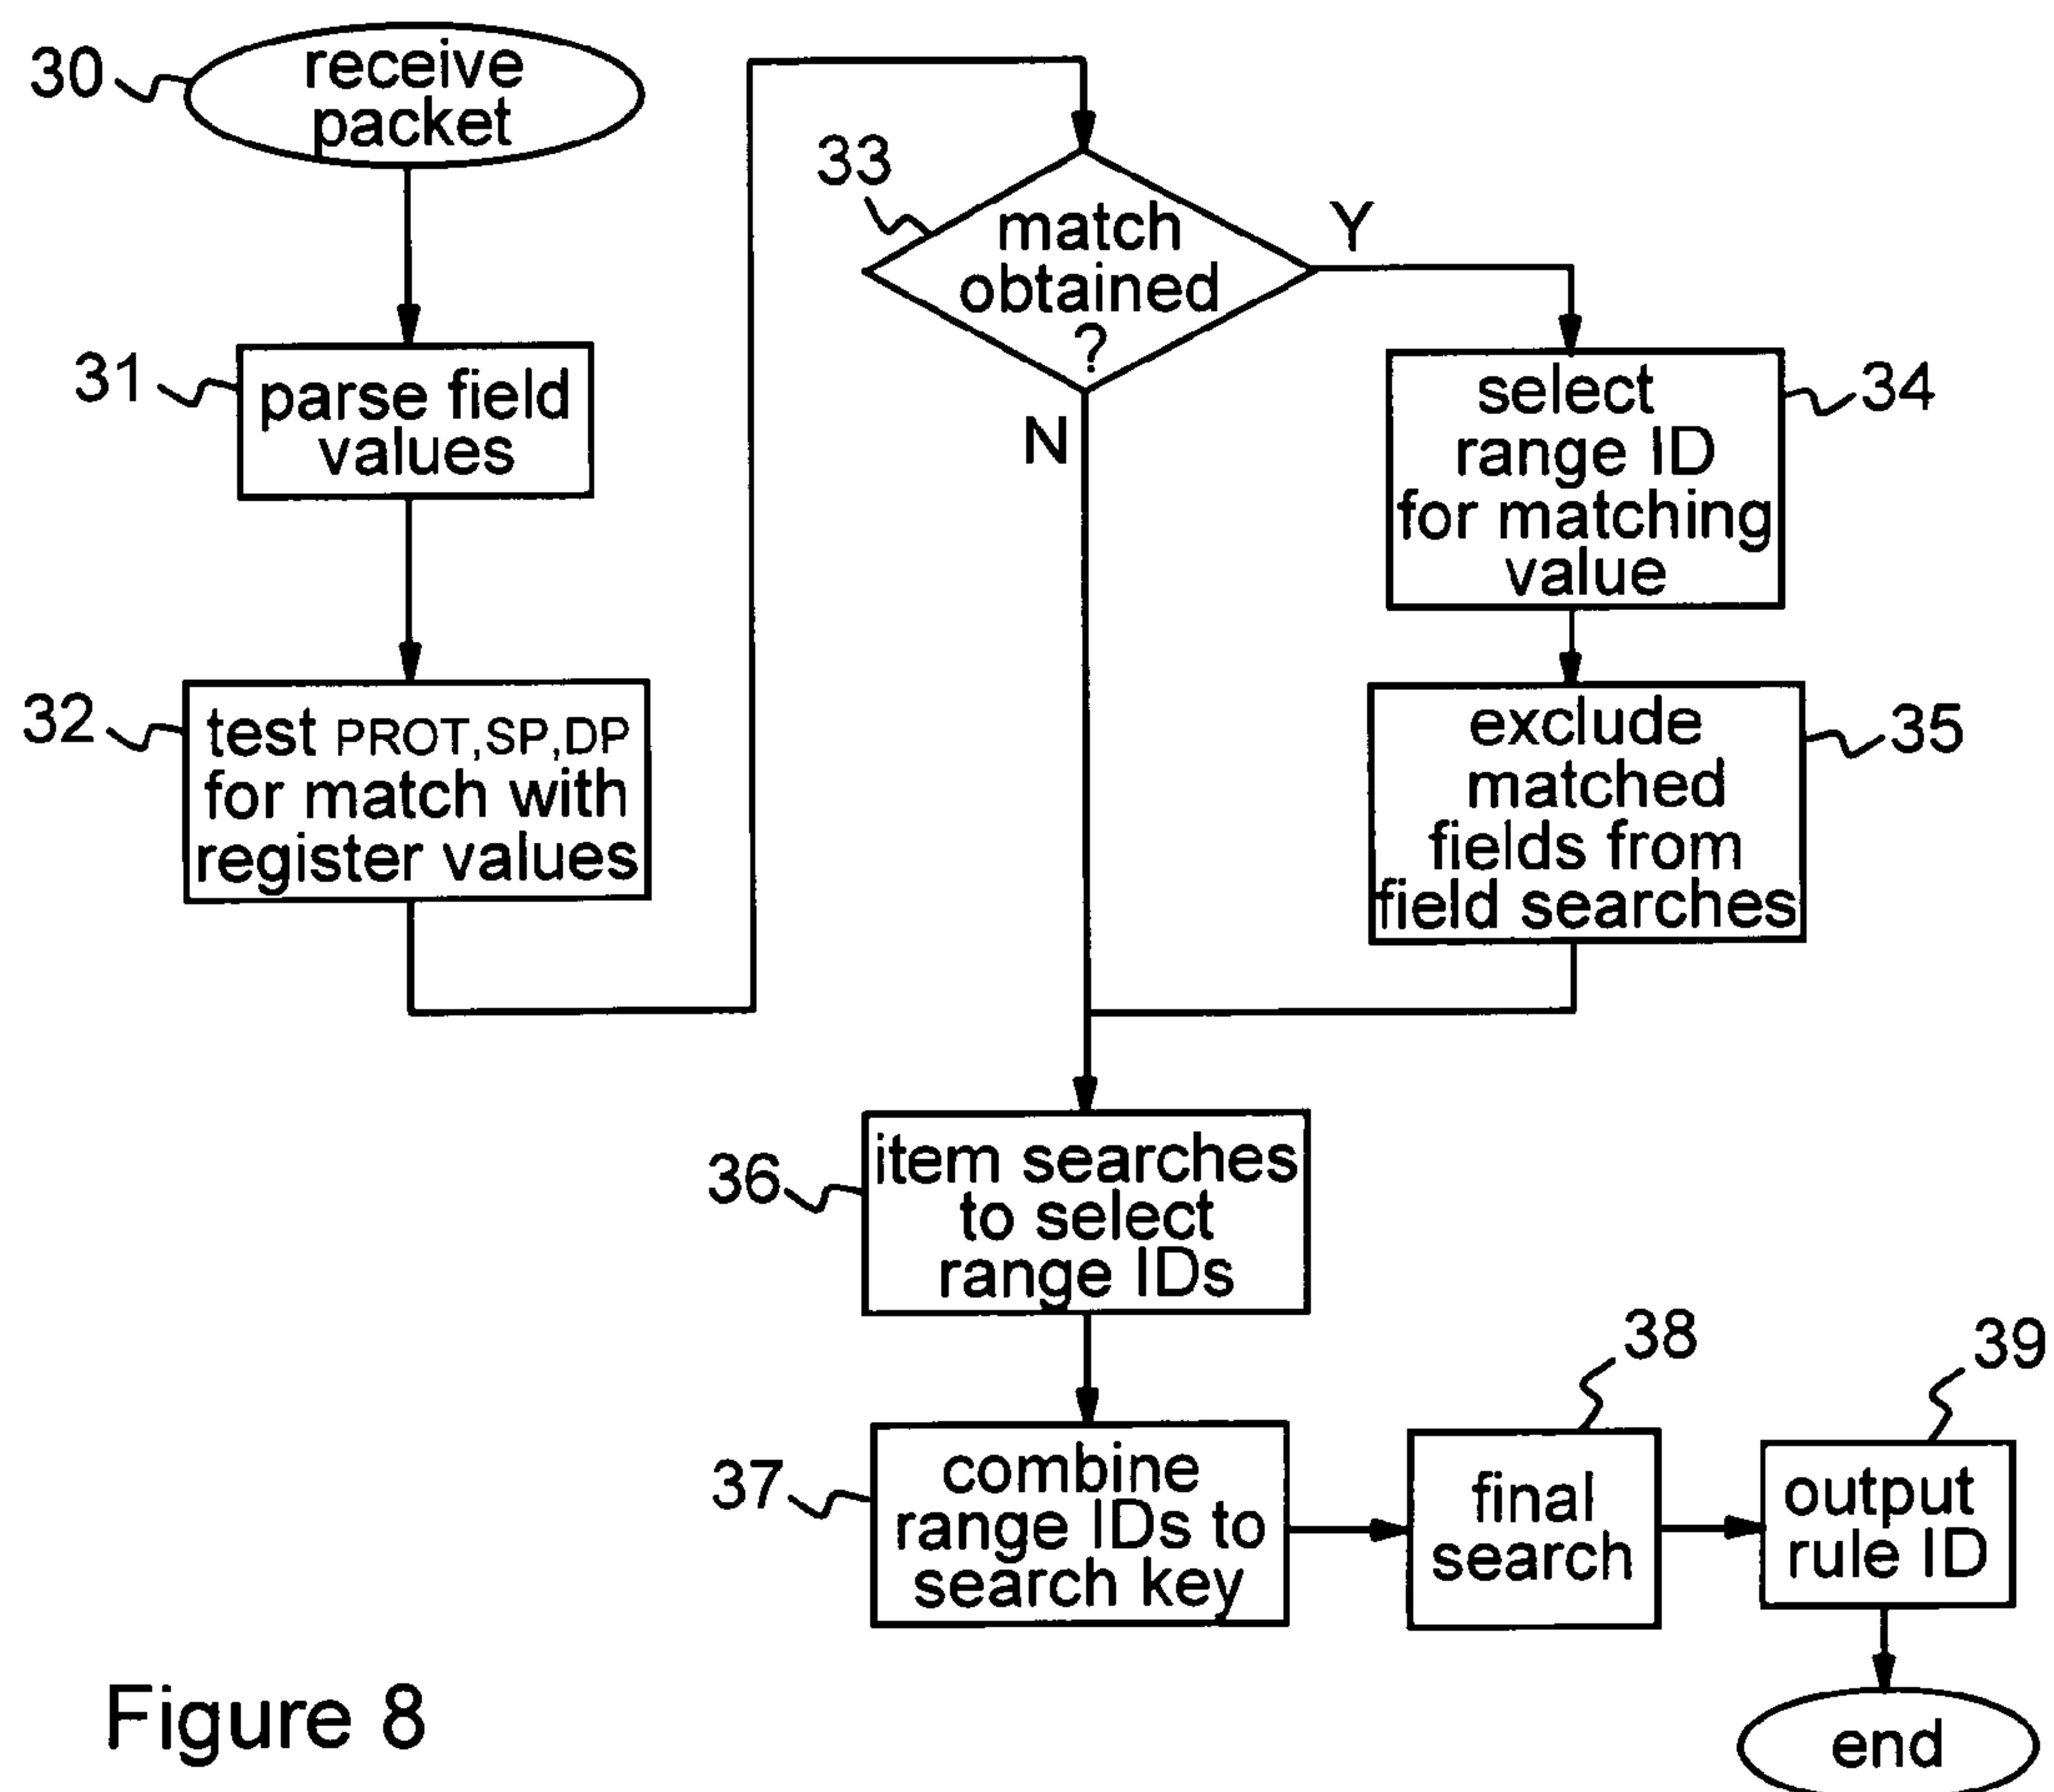 30
receive
packet
31
parse field
values
32
test PROT,SP,DP
for match with
register values
33
match
obtained
?
Y
N
34
select
range ID
for matching
value
35
exclude
matched
fields from
field searches
36
item searches
to select
range IDs
37
combine
range IDs to
search key
38
final
search
39
output
rule ID
end
Figure 8